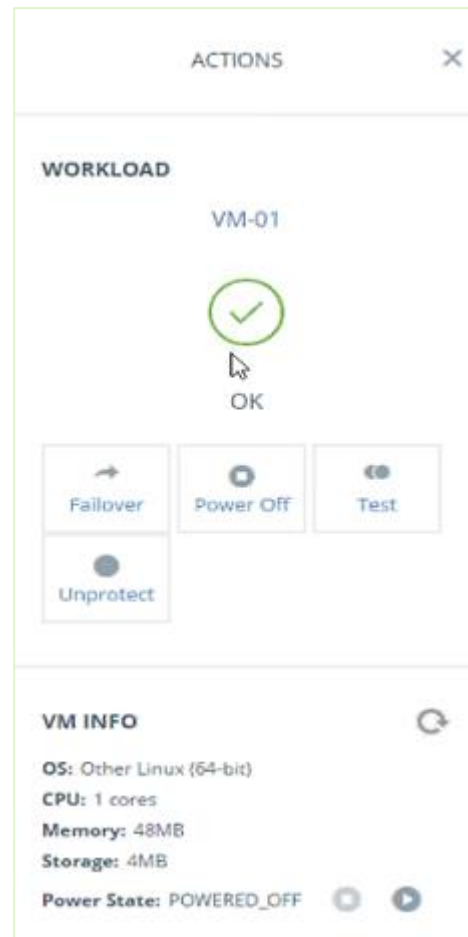 ACTIONS
WORKLOAD
VM-01
OK
Failover Power Off Test
Unprotect
VM INFO
OS: Other Linux (64-bit)
CPU: 1 cores
Memory: 48MB
Storage: 4MB
Power State: POWERED_OFF